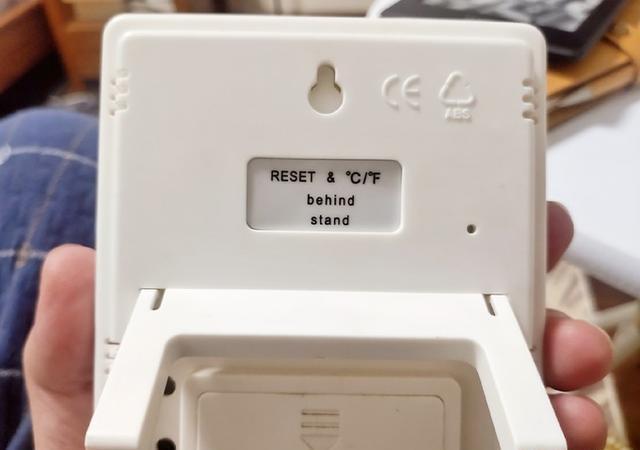 CE
ABS
RESET & °C/°F
behind
stand